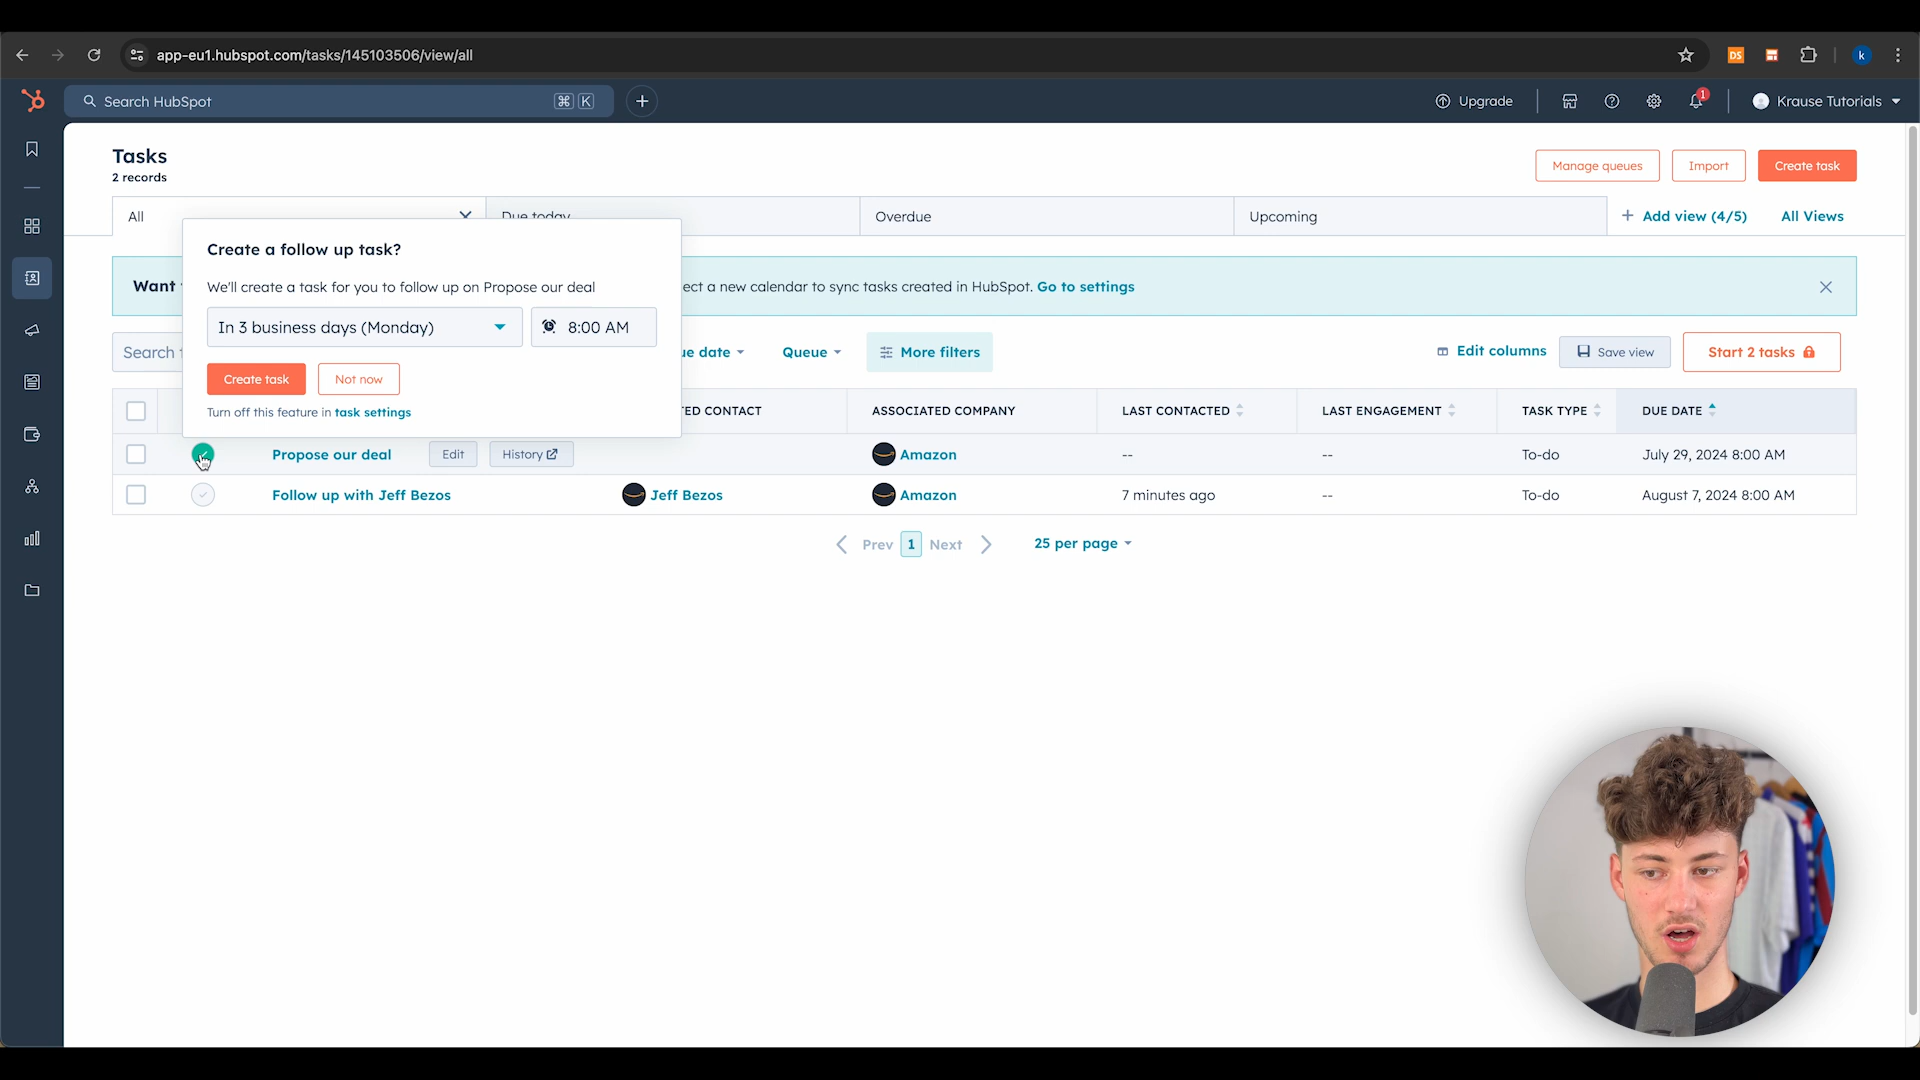 app-eu1.hubspot.com/tasks/145103506/view/all
DS
k
Search HubSpot
⌘ K
Upgrade
1
Krause Tutorials
Tasks
2 records
Manage queues
Import
Create task
All
Due today
Overdue
Upcoming
+ Add view (4/5)
All Views
Create a follow up task?
We'll create a task for you to follow up on Propose our deal
In 3 business days (Monday)
8:00 AM
Create task
Not now
Turn off this feature in task settings
Want
ect a new calendar to sync tasks created in HubSpot. Go to settings
Search
ue date
Queue
More filters
Edit columns
Save view
Start 2 tasks
ED CONTACT
ASSOCIATED COMPANY
LAST CONTACTED
LAST ENGAGEMENT
TASK TYPE
DUE DATE
Propose our deal
Edit
History
Amazon
--
--
To-do
July 29, 2024 8:00 AM
Follow up with Jeff Bezos
Jeff Bezos
Amazon
7 minutes ago
--
To-do
August 7, 2024 8:00 AM
Prev
1
Next
25 per page